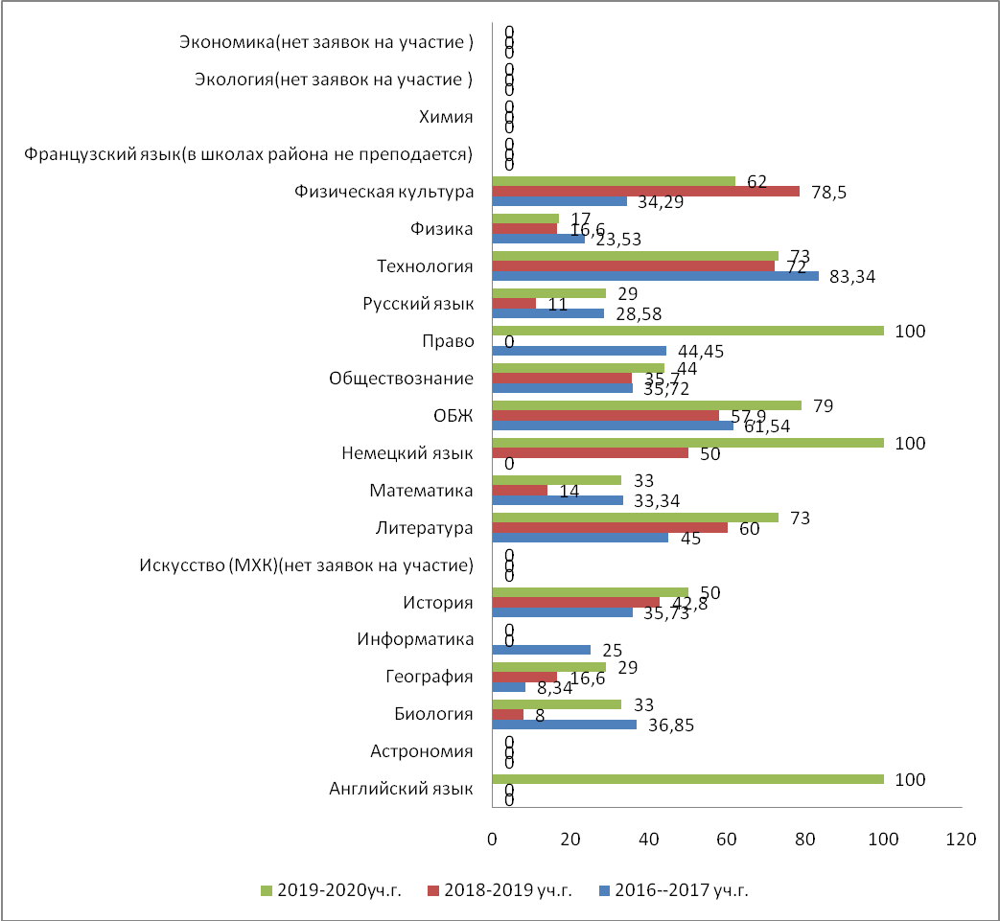 Экономика(нет заявок на участие )
0
0
0
Экология(нет заявок на участие )
0
0
0
Химия
0
0
0
Французский язык(в школах района не преподается)
0
0
0
Физическая культура
62
78,5
34,29
Физика
17
16,6
23,53
Технология
73
72
83,34
Русский язык
29
11
28,58
Право
100
0
44,45
Обществознание
44
35,7
35,72
ОБЖ
79
57,9
61,54
Немецкий язык
100
50
0
Математика
33
14
33,34
Литература
73
60
45
Искусство (МХК)(нет заявок на участие)
0
0
0
История
50
42,8
35,73
Информатика
0
0
25
География
29
16,6
8,34
Биология
33
8
36,85
Астрономия
0
0
0
Английский язык
100
0
0
0 20 40 60 80 100 120
2019-2020уч.г. 2018-2019 уч.г. 2016--2017 уч.г.